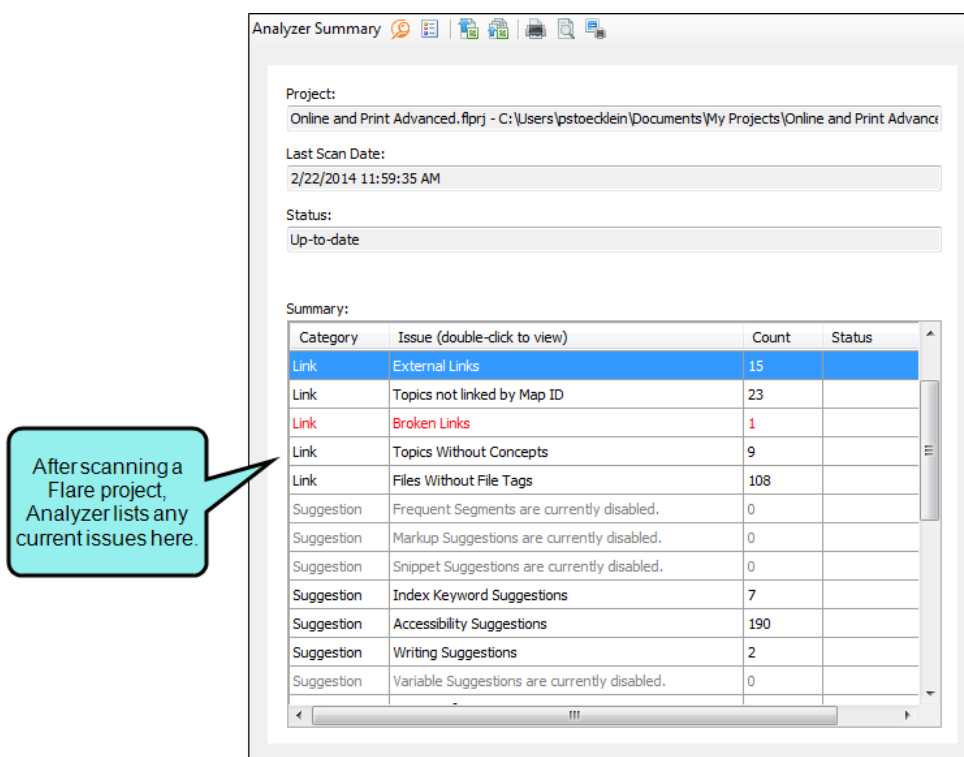 Analyzer Summary
Project:
Online and Print Advanced.flprj - C:\Users\pstoecklein\Documents\My Projects\Online and Print Advance
Last Scan Date:
2/22/2014 11:59:35 AM
Status:
Up-to-date
Summary:
Category Issue (double-click to view) Count Status
Link External Links 15
Link Topics not linked by Map ID 23
Link Broken Links 1
Link Topics Without Concepts 9
Link Files Without File Tags 108
Suggestion Frequent Segments are currently disabled. 0
Suggestion Markup Suggestions are currently disabled. 0
Suggestion Snippet Suggestions are currently disabled. 0
Suggestion Index Keyword Suggestions 7
Suggestion Accessibility Suggestions 190
Suggestion Writing Suggestions 2
Suggestion Variable Suggestions are currently disabled. 0
After scanning a
Flare project,
Analyzer lists any
current issues here.